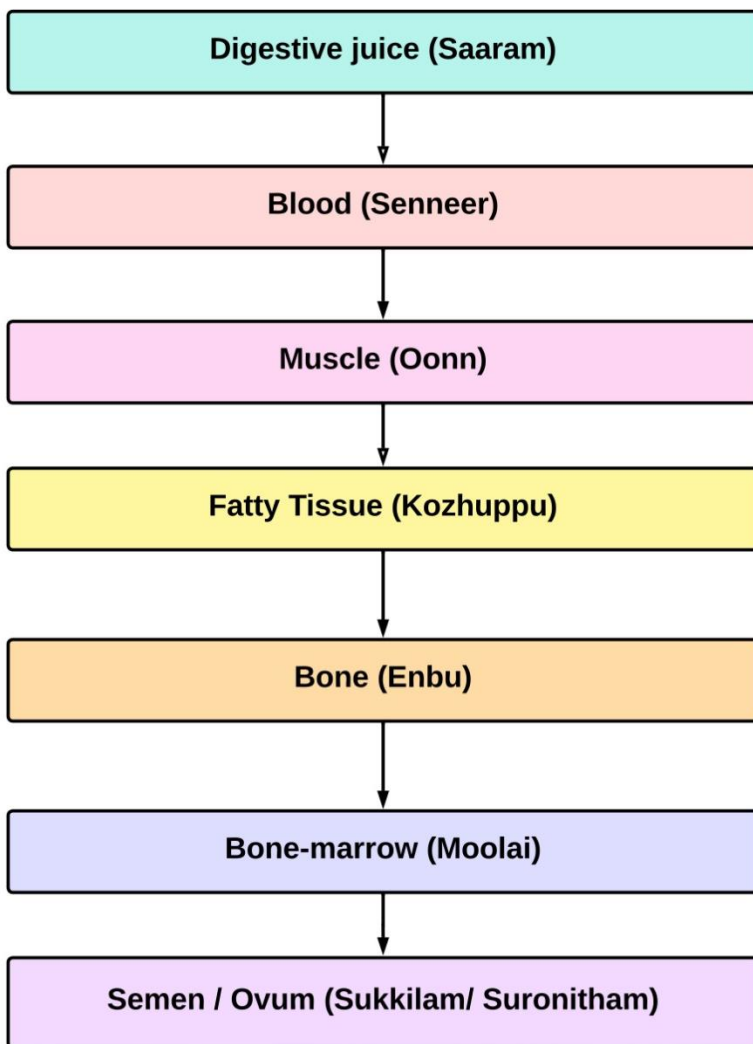 Digestive juice (Saaram)
Blood (Senneer)
Muscle (Oonn)
Fatty Tissue (Kozhuppu)
Bone (Enbu)
Bone-marrow (Moolai)
Semen / Ovum (Sukkilam/ Suronitham)